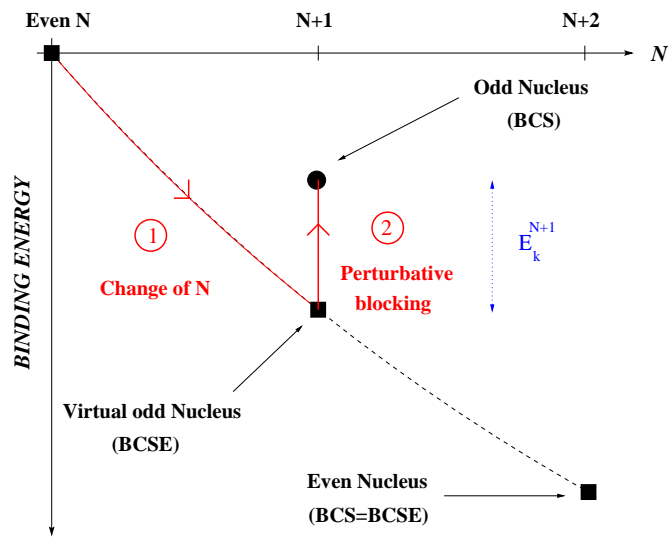 Even N
N+1
N+2
N
Odd Nucleus
(BCS)
BINDING ENERGY
1
2
E_k^{N+1}
Change of N
Perturbative
blocking
Virtual odd Nucleus
(BCSE)
Even Nucleus
(BCS=BCSE)